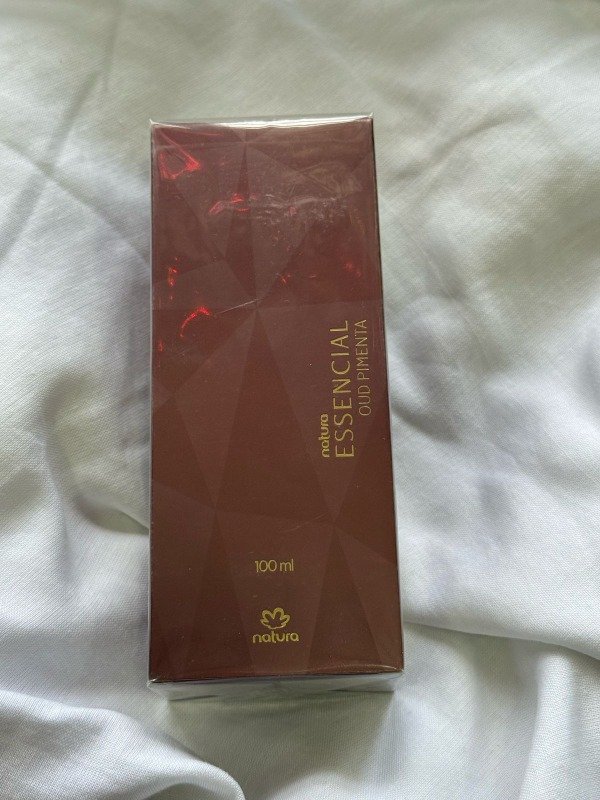 natura
ESSENCIAL
OUD PIMENTA
100 ml
natura